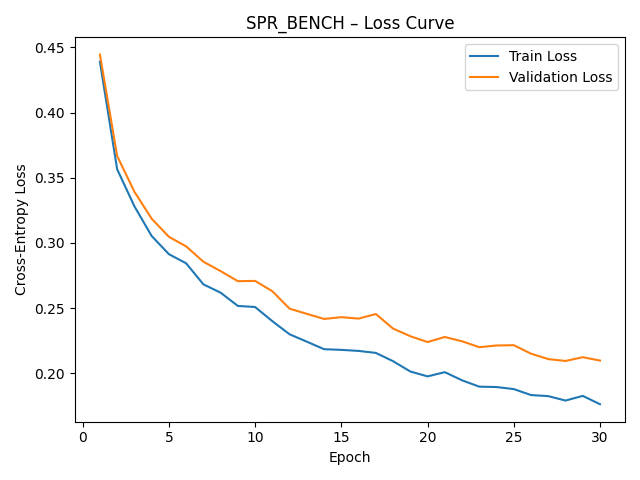 SPR_BENCH – Loss Curve
Train Loss
Validation Loss
Cross-Entropy Loss
0.45
0.40
0.35
0.30
0.25
0.20
0 5 10 15 20 25 30
Epoch